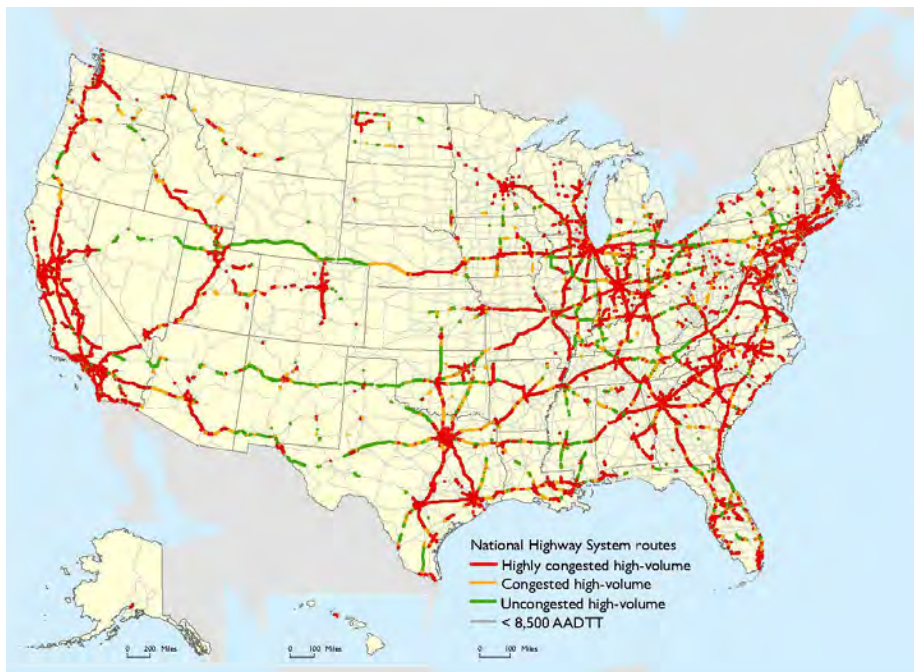 National Highway System routes
Highly congested high-volume
Congested high-volume
Uncongested high-volume
< 8,500 AADTT
0 200 Miles
0 100 Miles
0 100 Miles